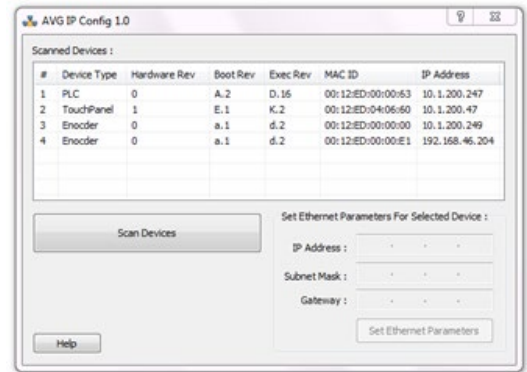 AVG IP Config 1.0
Scanned Devices :
# Device Type Hardware Rev Boot Rev Exec Rev MAC ID IP Address
1 PLC 0 A.2 D.16 00:12:ED:00:00:63 10.1.200.247
2 TouchPanel 1 E.1 K.2 00:12:ED:04:06:60 10.1.200.47
3 Enocder 0 a.1 d.2 00:12:ED:00:00:00 10.1.200.249
4 Enocder 0 a.1 d.2 00:12:ED:00:00:E1 192.168.46.204
Scan Devices
Set Ethernet Parameters For Selected Device :
IP Address :
Subnet Mask :
Gateway :
Set Ethernet Parameters
Help